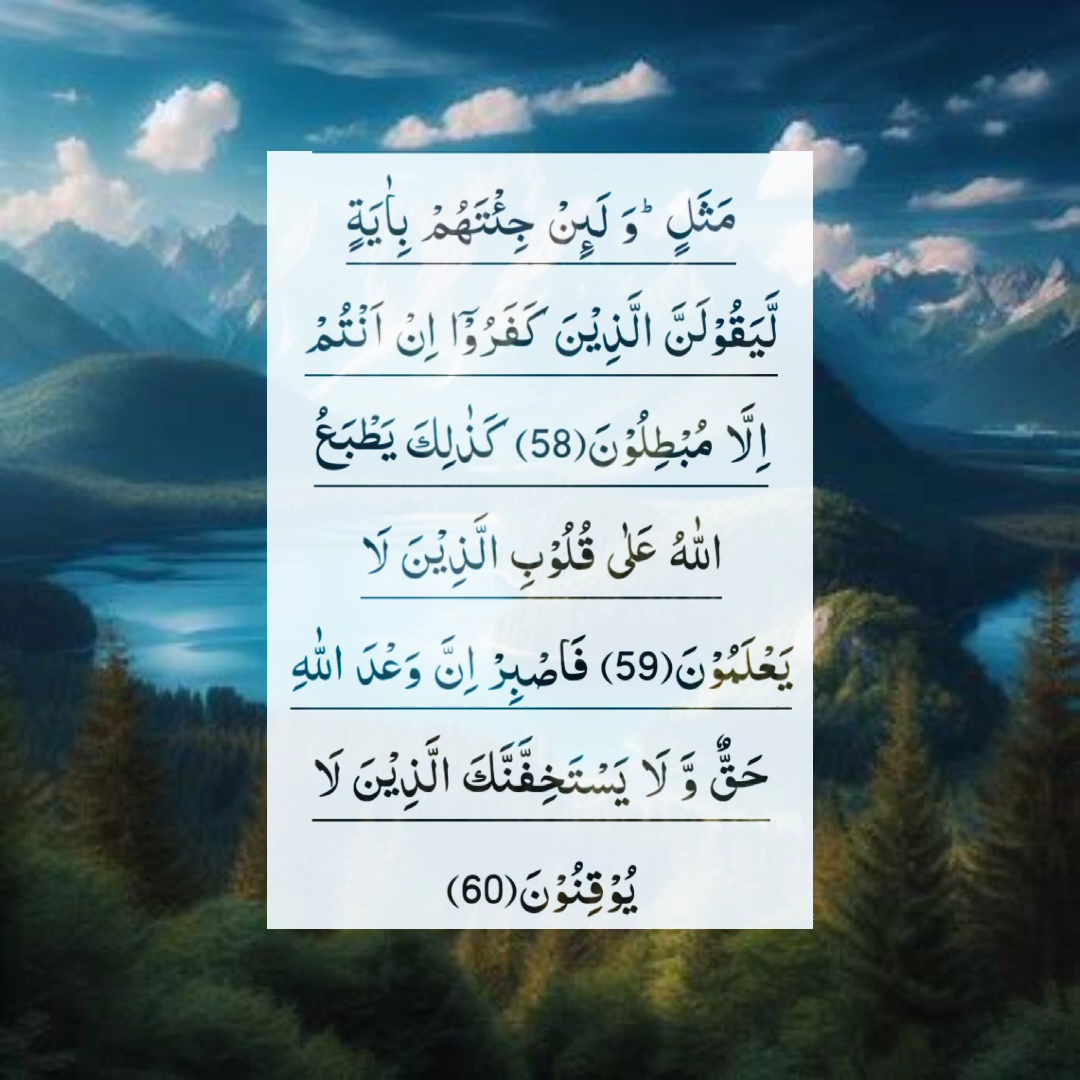 مَثَلٍ ؕ وَ لَىٕنْ جِئْتَهُمْ بِاٰیَةٍ
لَّیَقُوْلَنَّ الَّذِیْنَ كَفَرُوْۤا اِنْ اَنْتُمْ
اِلَّا مُبْطِلُوْنَ(58) كَذٰلِكَ یَطْبَعُ
اللّٰهُ عَلٰى قُلُوْبِ الَّذِیْنَ لَا
یَعْلَمُوْنَ(59) فَاصْبِرْ اِنَّ وَعْدَ اللّٰهِ
حَقٌّ وَّ لَا یَسْتَخِفَّنَّكَ الَّذِیْنَ لَا
یُوْقِنُوْنَ(60)